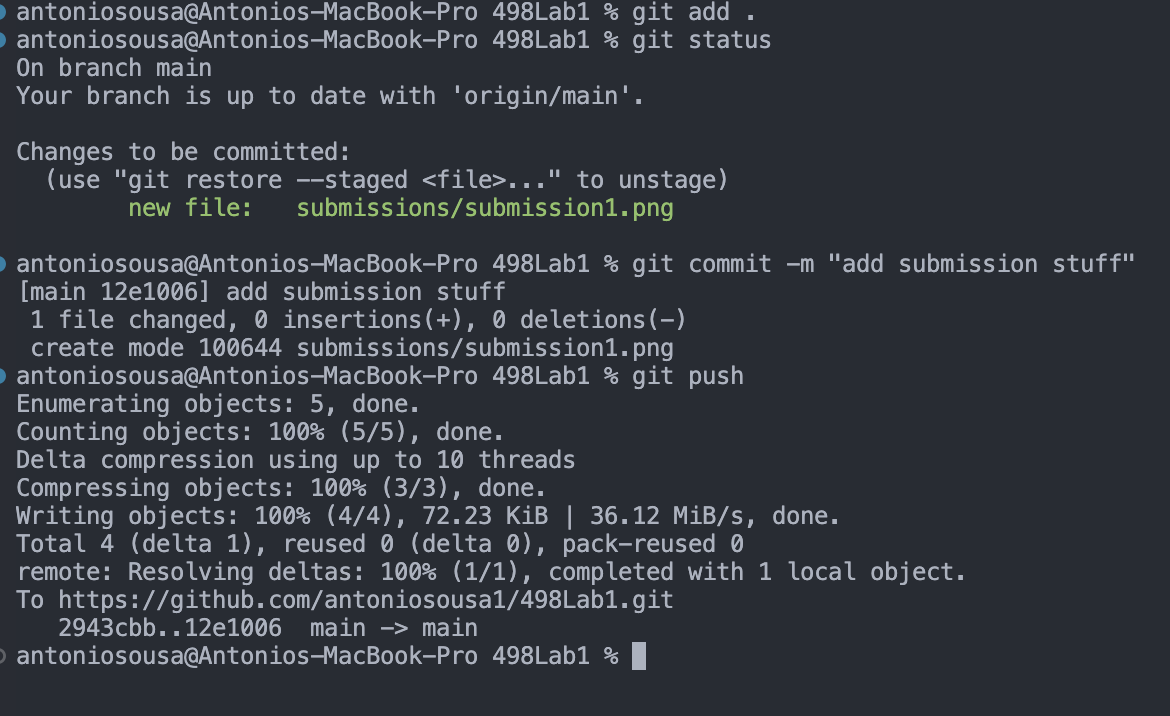 antoniosousa@Antonios-MacBook-Pro 498Lab1 % git add .
antoniosousa@Antonios-MacBook-Pro 498Lab1 % git status
On branch main
Your branch is up to date with 'origin/main'.
Changes to be committed:
  (use "git restore --staged <file>..." to unstage)
        new file:   submissions/submission1.png
antoniosousa@Antonios-MacBook-Pro 498Lab1 % git commit -m "add submission stuff"
[main 12e1006] add submission stuff
 1 file changed, 0 insertions(+), 0 deletions(-)
 create mode 100644 submissions/submission1.png
antoniosousa@Antonios-MacBook-Pro 498Lab1 % git push
Enumerating objects: 5, done.
Counting objects: 100% (5/5), done.
Delta compression using up to 10 threads
Compressing objects: 100% (3/3), done.
Writing objects: 100% (4/4), 72.23 KiB | 36.12 MiB/s, done.
Total 4 (delta 1), reused 0 (delta 0), pack-reused 0
remote: Resolving deltas: 100% (1/1), completed with 1 local object.
To https://github.com/antoniosousa1/498Lab1.git
   2943cbb..12e1006  main -> main
antoniosousa@Antonios-MacBook-Pro 498Lab1 %